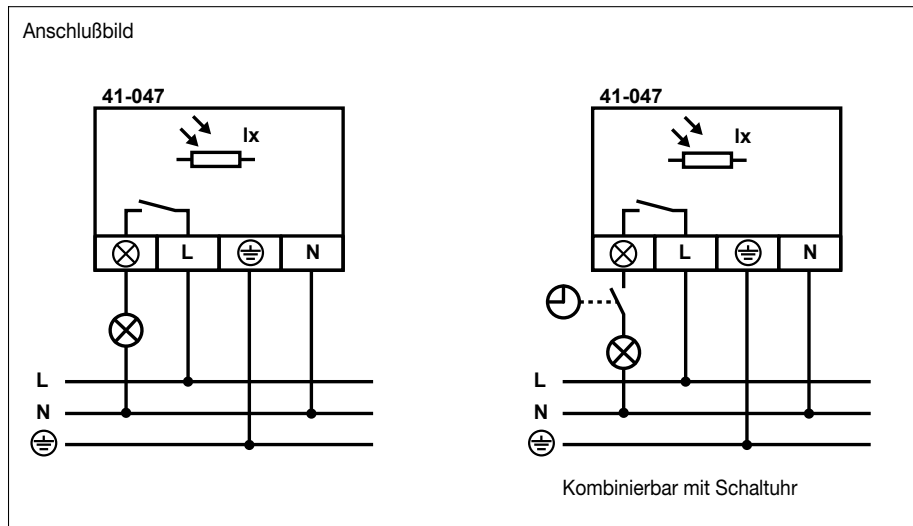 Anschlußbild
41-047
lx
L N
L
N
41-047
lx
L N
L
N
Kombinierbar mit Schaltuhr